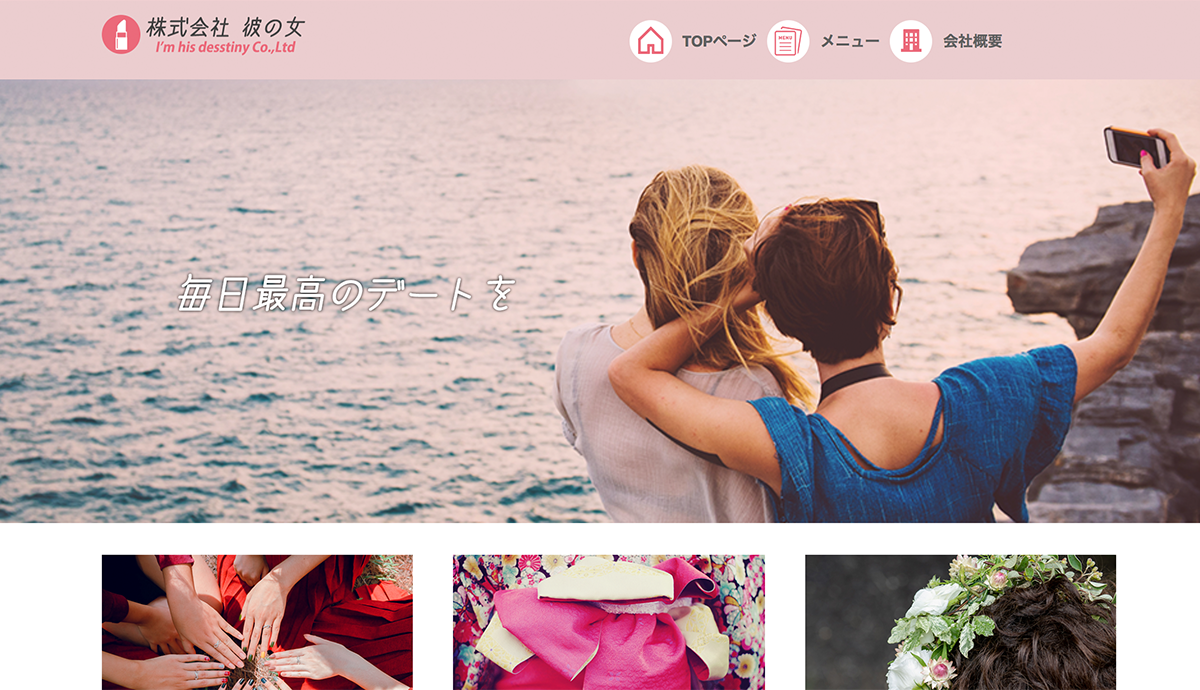 株式会社 彼の女
I'm his desstiny Co.,Ltd
TOPページ
MENU
メニュー
会社概要
毎日最高のデートを